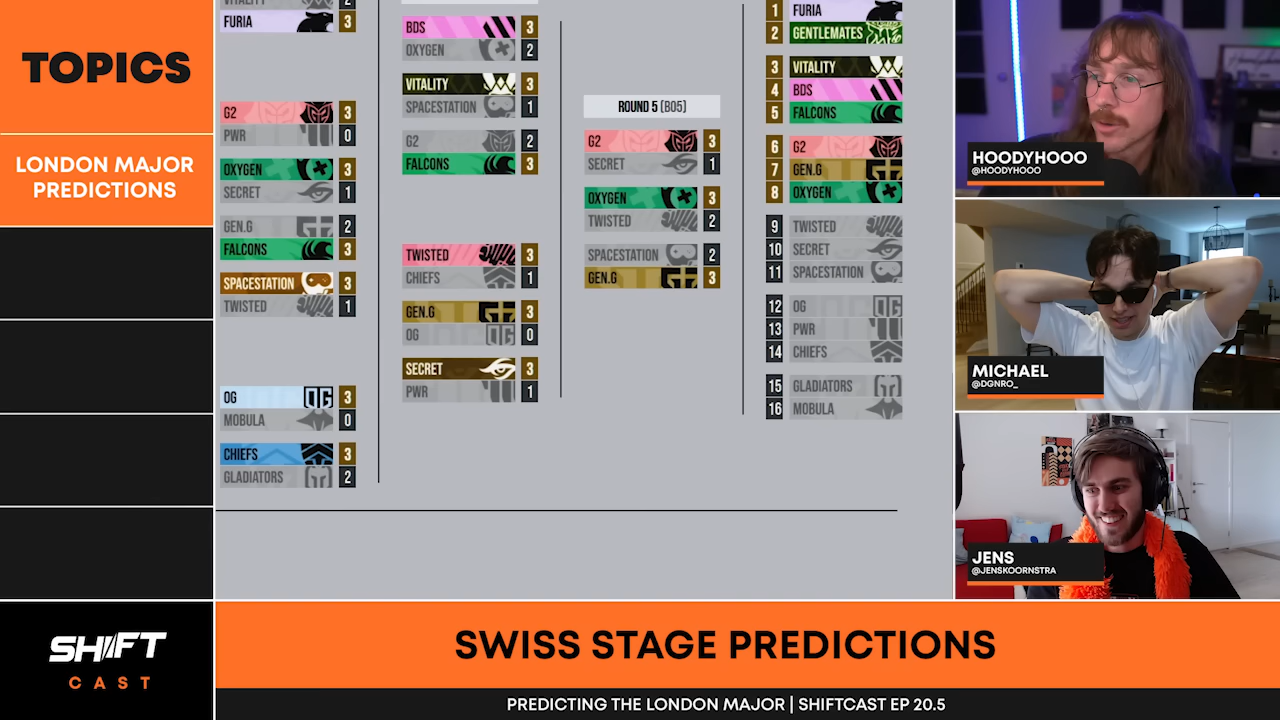 TOPICS
LONDON MAJOR
PREDICTIONS
SHIFT
CAST
FURIA 3
G2 3
PWR 0
OXYGEN 3
SECRET 1
GEN.G 2
FALCONS 3
SPACESTATION 3
TWISTED 1
OG 3
MOBULA 0
CHIEFS 3
GLADIATORS 2
BDS 3
OXYGEN 2
VITALITY 3
SPACESTATION 1
G2 2
FALCONS 3
TWISTED 3
CHIEFS 1
GEN.G 3
OG 0
SECRET 3
PWR 1
ROUND 5 (BO5)
G2 3
SECRET 1
OXYGEN 3
TWISTED 2
SPACESTATION 2
GEN.G 3
1 FURIA
2 GENTLEMATES
3 VITALITY
4 BDS
5 FALCONS
6 G2
7 GEN.G
8 OXYGEN
9 TWISTED
10 SECRET
11 SPACESTATION
12 OG
13 PWR
14 CHIEFS
15 GLADIATORS
16 MOBULA
HOODYHOOO
@HOODYHOOO
MICHAEL
@DGNRO_
JENS
@JENSKOORNSTRA
SWISS STAGE PREDICTIONS
PREDICTING THE LONDON MAJOR | SHIFTCAST EP 20.5